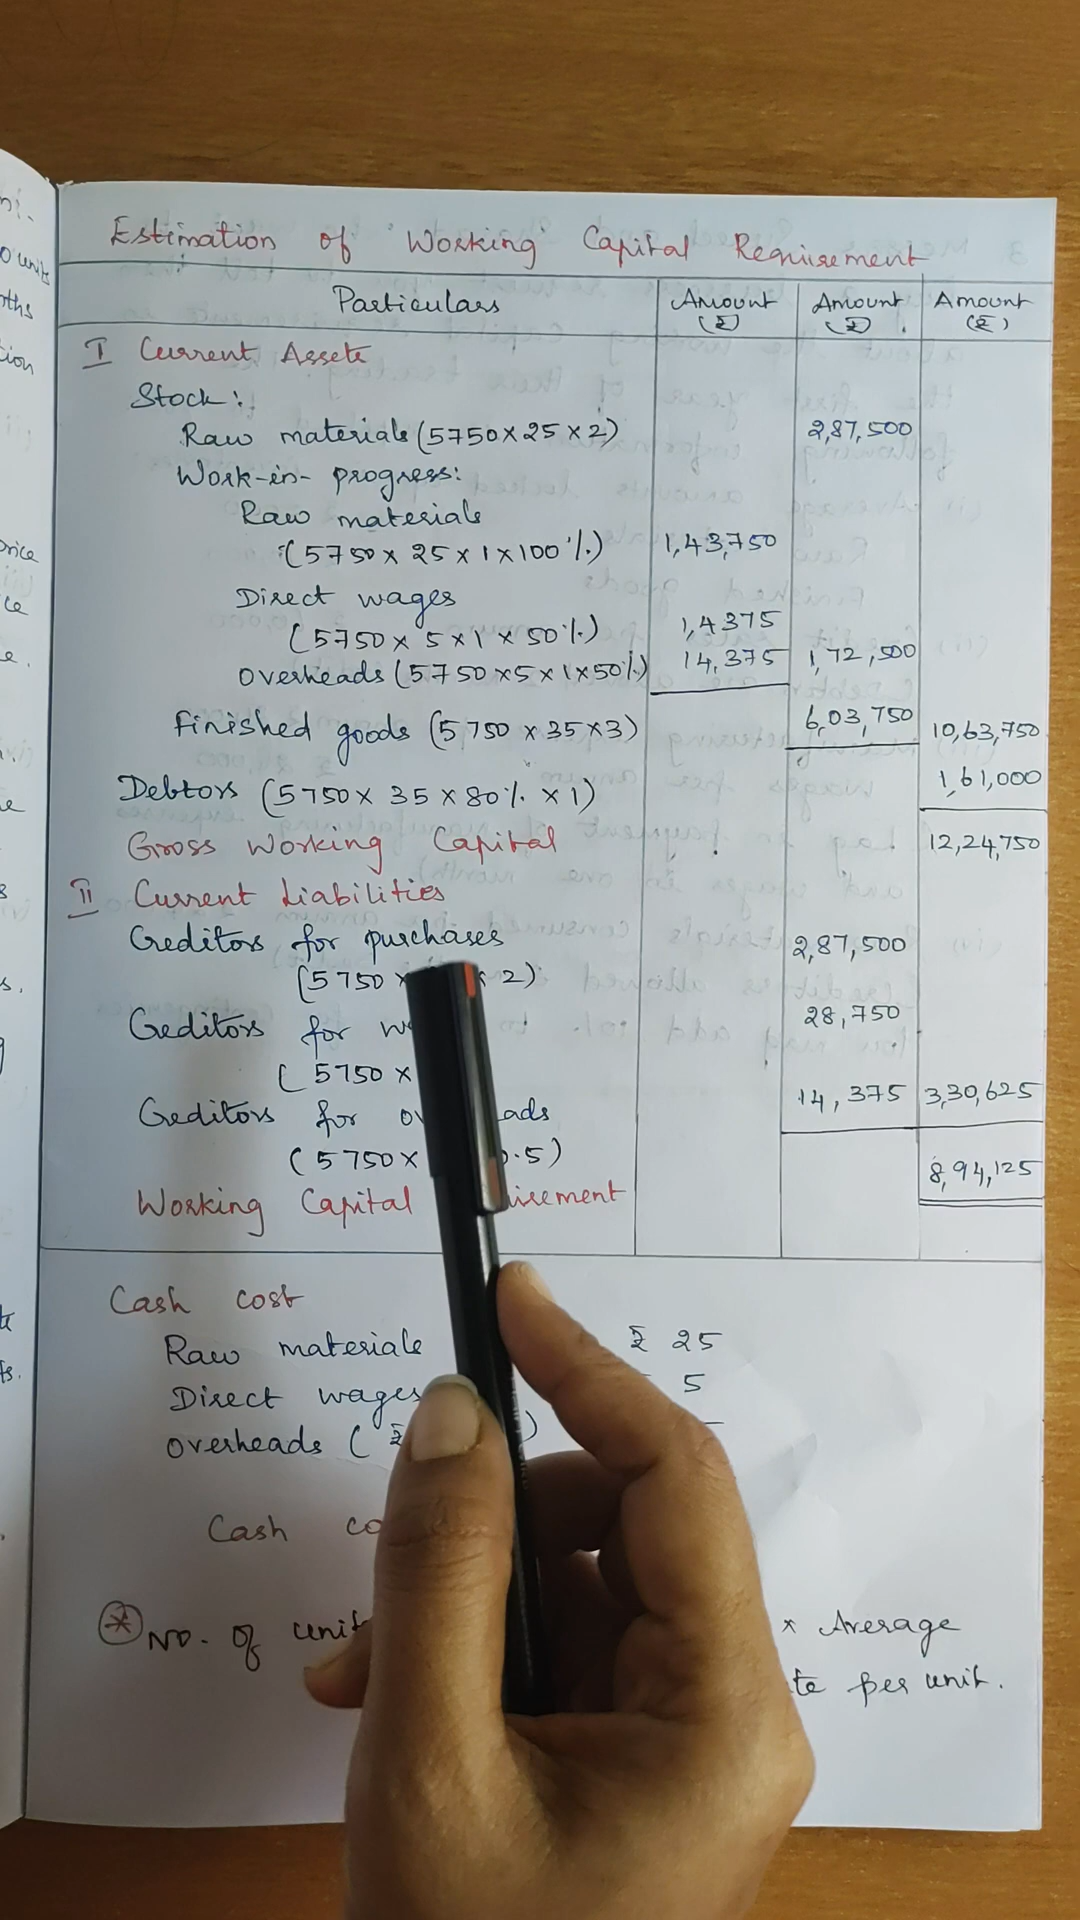 Estimation of Working Capital Requirement
Particulars Amount (₹) Amount (₹) Amount (₹)
I Current Assets
Stock:
Raw materials (5750 x 25 x 2) 2,87,500
Work-in-progress:
Raw materials
(5750 x 25 x 1 x 100%) 1,43,750
Direct wages
(5750 x 5 x 1 x 50%) 1,4375
Overheads (5750 x 5 x 1 x 50%) 14,375 1,72,500
Finished goods (5750 x 35 x 3) 6,03,750 10,63,750
Debtors (5750 x 35 x 80% x 1) 1,61,000
Gross Working Capital 12,24,750
II Current Liabilities
Creditors for purchases 2,87,500
(5750 x x 2)
Creditors for 28,750
(5750 x
Creditors for 14,375 3,30,625
(5750 x .5)
Working Capital 8,94,125
Cash cost
Raw materials ₹ 25
Direct wages 5
Overheads (₹ )
Cash
* No. of x Average
per unit.